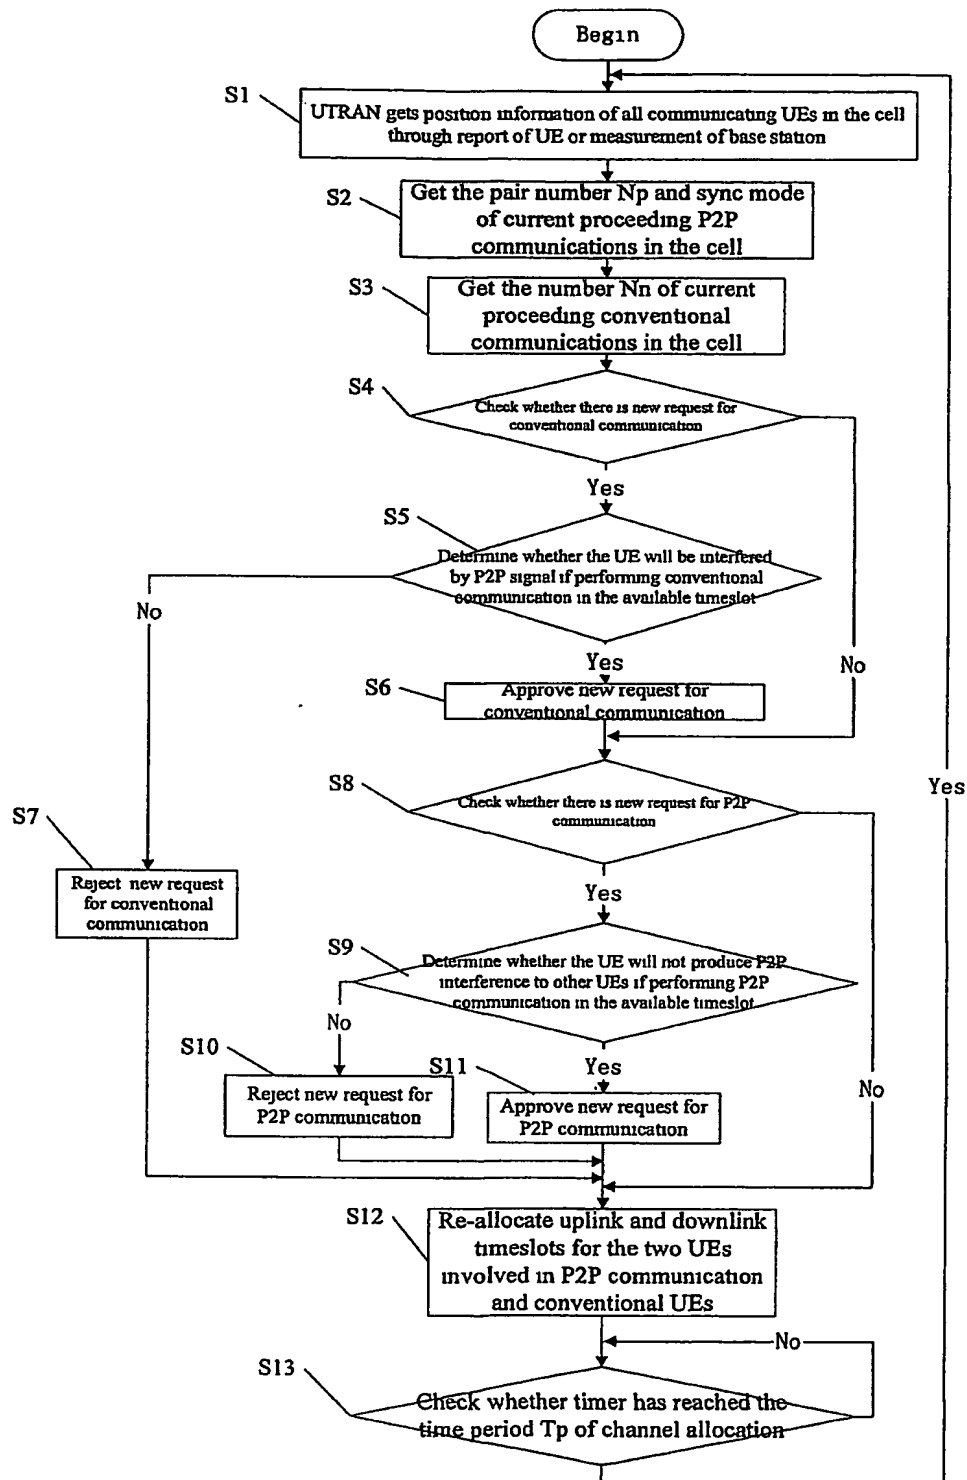 Begin
S1
UTRAN gets position information of all communicating UEs in the cell
through report of UE or measurement of base station
S2
Get the pair number Np and sync mode
of current proceeding P2P
communications in the cell
S3
Get the number Nn of current
proceeding conventional
communications in the cell
S4
Check whether there is new request for
conventional communication
Yes
S5
Determine whether the UE will be interfered
by P2P signal if performing conventional
communication in the available timeslot
No
Yes
No
S6
Approve new request for
conventional communication
S8
Check whether there is new request for P2P
communication
Yes
S7
Reject new request
for conventional
communication
Yes
S9
Determine whether the UE will not produce P2P
interference to other UEs if performing P2P
communication in the available timeslot
No
S10
Yes
S11
No
Reject new request for
P2P communication
Approve new request for
P2P communication
S12
Re-allocate uplink and downlink
timeslots for the two UEs
involved in P2P communication
and conventional UEs
No
S13
Check whether timer has reached the
time period Tp of channel allocation